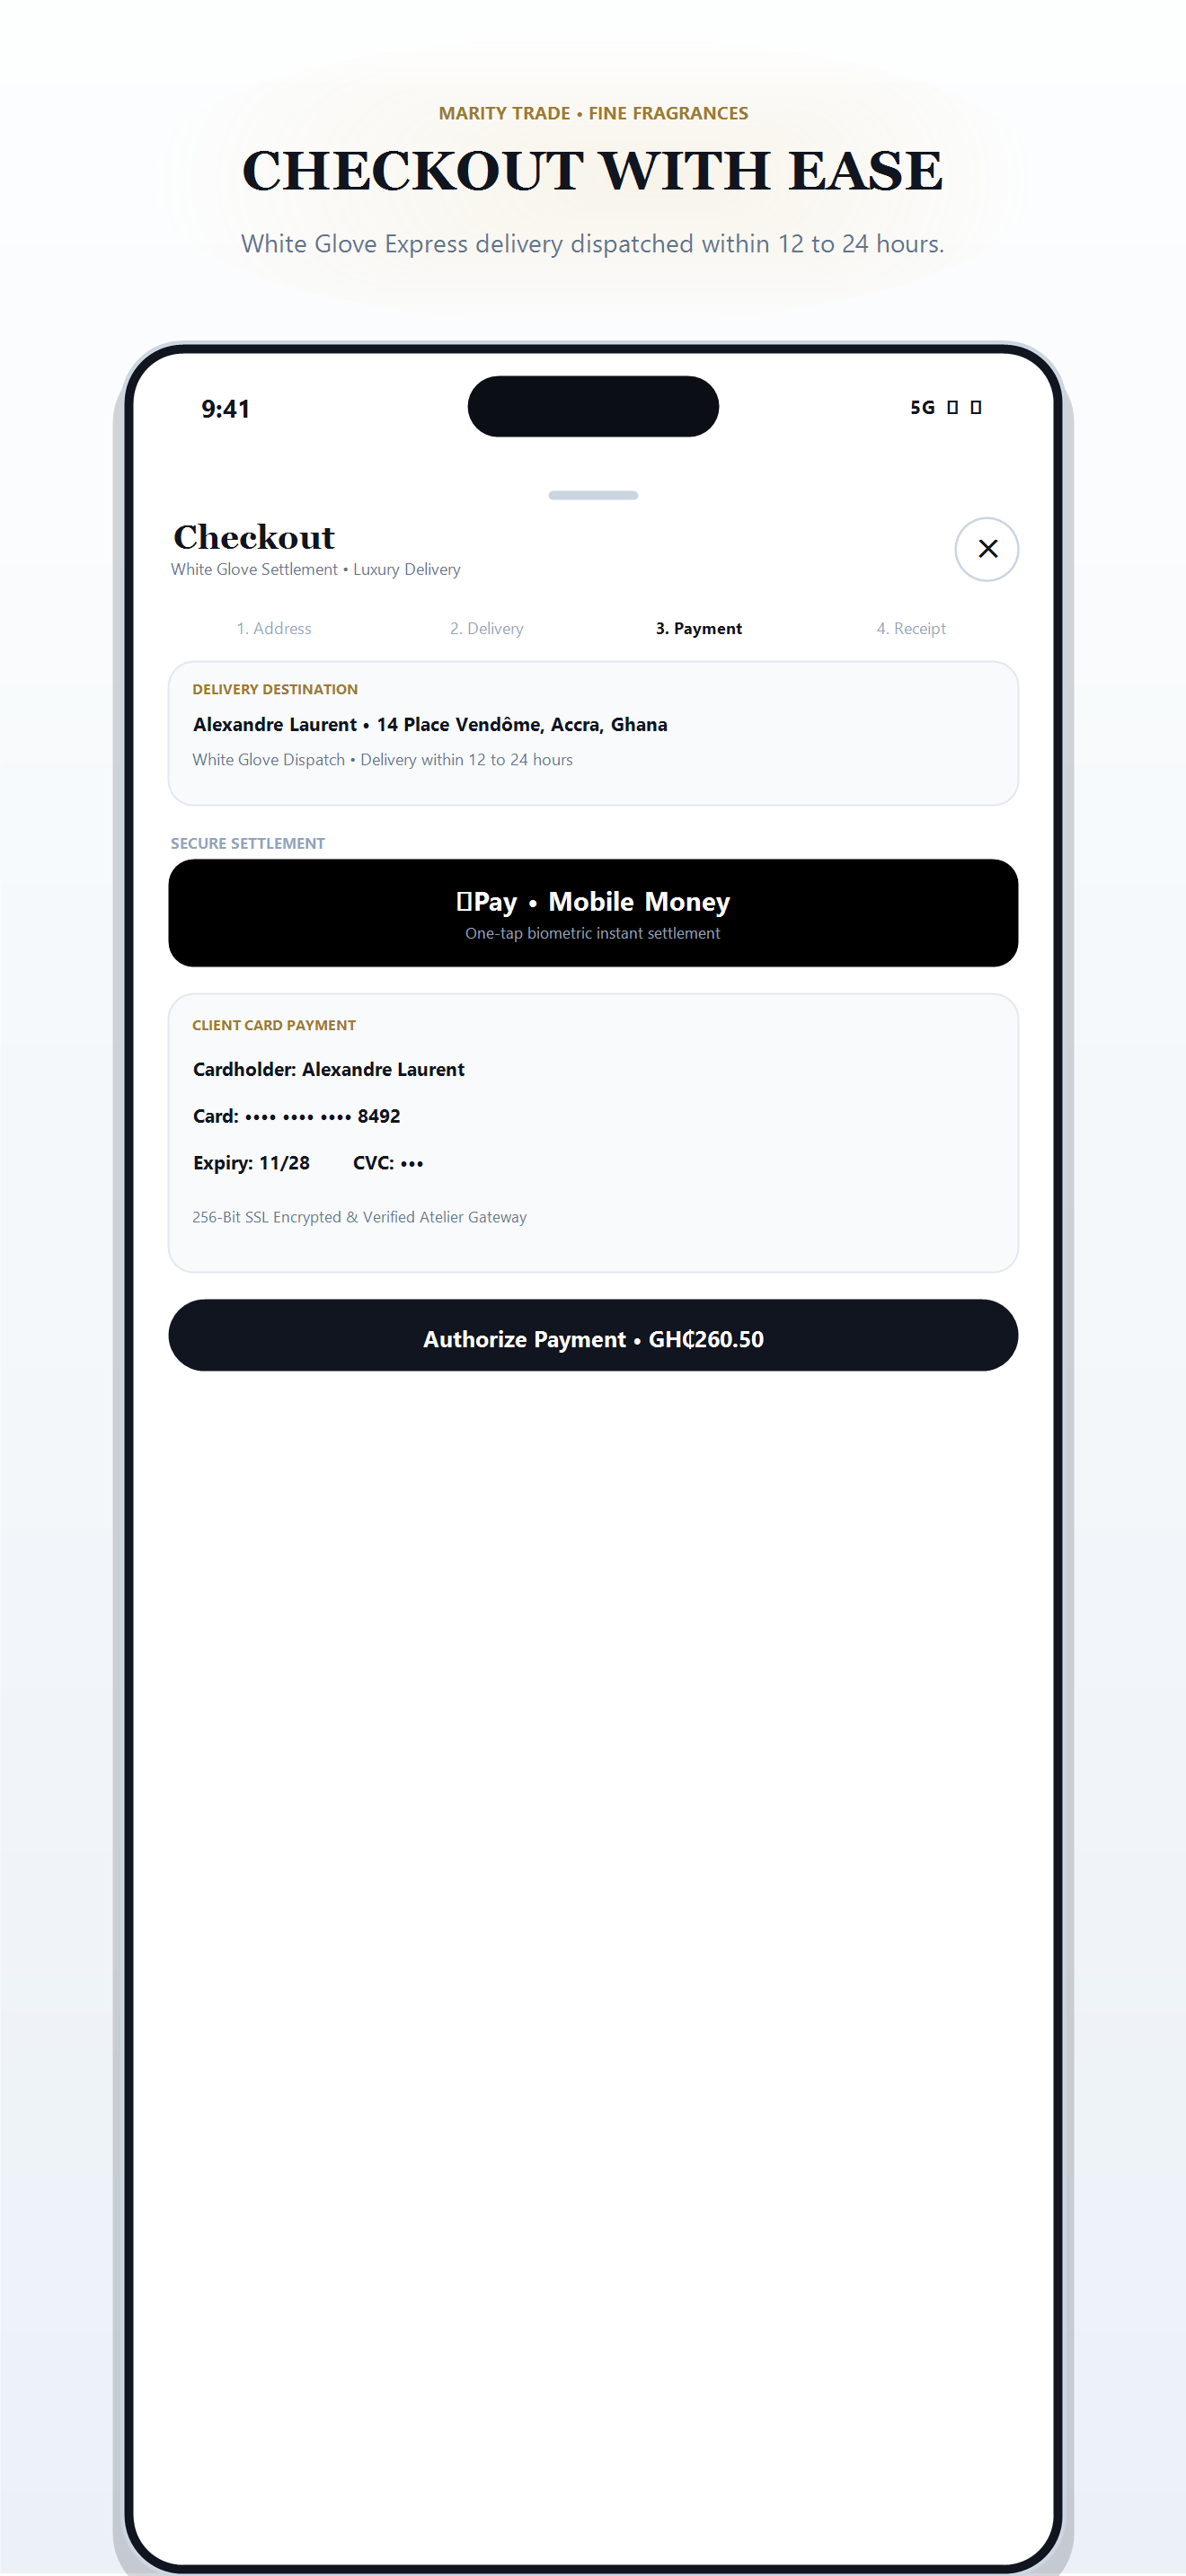 MARITY TRADE • FINE FRAGRANCES
CHECKOUT WITH EASE
White Glove Express delivery dispatched within 12 to 24 hours.
9:41
5G
Checkout
White Glove Settlement • Luxury Delivery
×
1. Address 2. Delivery 3. Payment 4. Receipt
DELIVERY DESTINATION
Alexandre Laurent • 14 Place Vendôme, Accra, Ghana
White Glove Dispatch • Delivery within 12 to 24 hours
SECURE SETTLEMENT
Pay • Mobile Money
One-tap biometric instant settlement
CLIENT CARD PAYMENT
Cardholder: Alexandre Laurent
Card: •••• •••• •••• 8492
Expiry: 11/28 CVC: •••
256-Bit SSL Encrypted & Verified Atelier Gateway
Authorize Payment • GH₵260.50